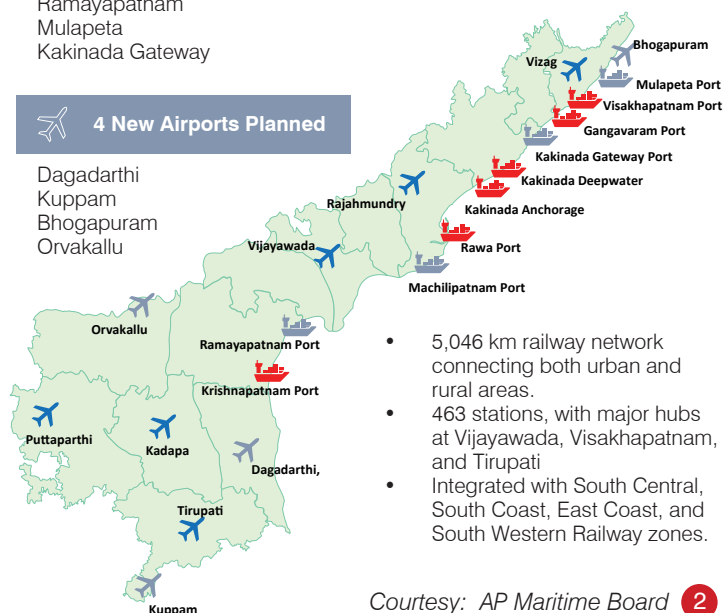 Ramayapatnam
Mulapeta
Kakinada Gateway
4 New Airports Planned
Dagadarthi
Kuppam
Bhogapuram
Orvakallu
Bhogapuram
Vizag
Mulapeta Port
Visakhapatnam Port
Gangavaram Port
Kakinada Gateway Port
Kakinada Deepwater
Rajahmundry
Kakinada Anchorage
Vijayawada
Rawa Port
Machilipatnam Port
Orvakallu
Ramayapatnam Port
Krishnapatnam Port
Puttaparthi
Kadapa
Dagadarthi,
Tirupati
Kuppam
• 5,046 km railway network
connecting both urban and
rural areas.
• 463 stations, with major hubs
at Vijayawada, Visakhapatnam,
and Tirupati
• Integrated with South Central,
South Coast, East Coast, and
South Western Railway zones.
Courtesy: AP Maritime Board 2